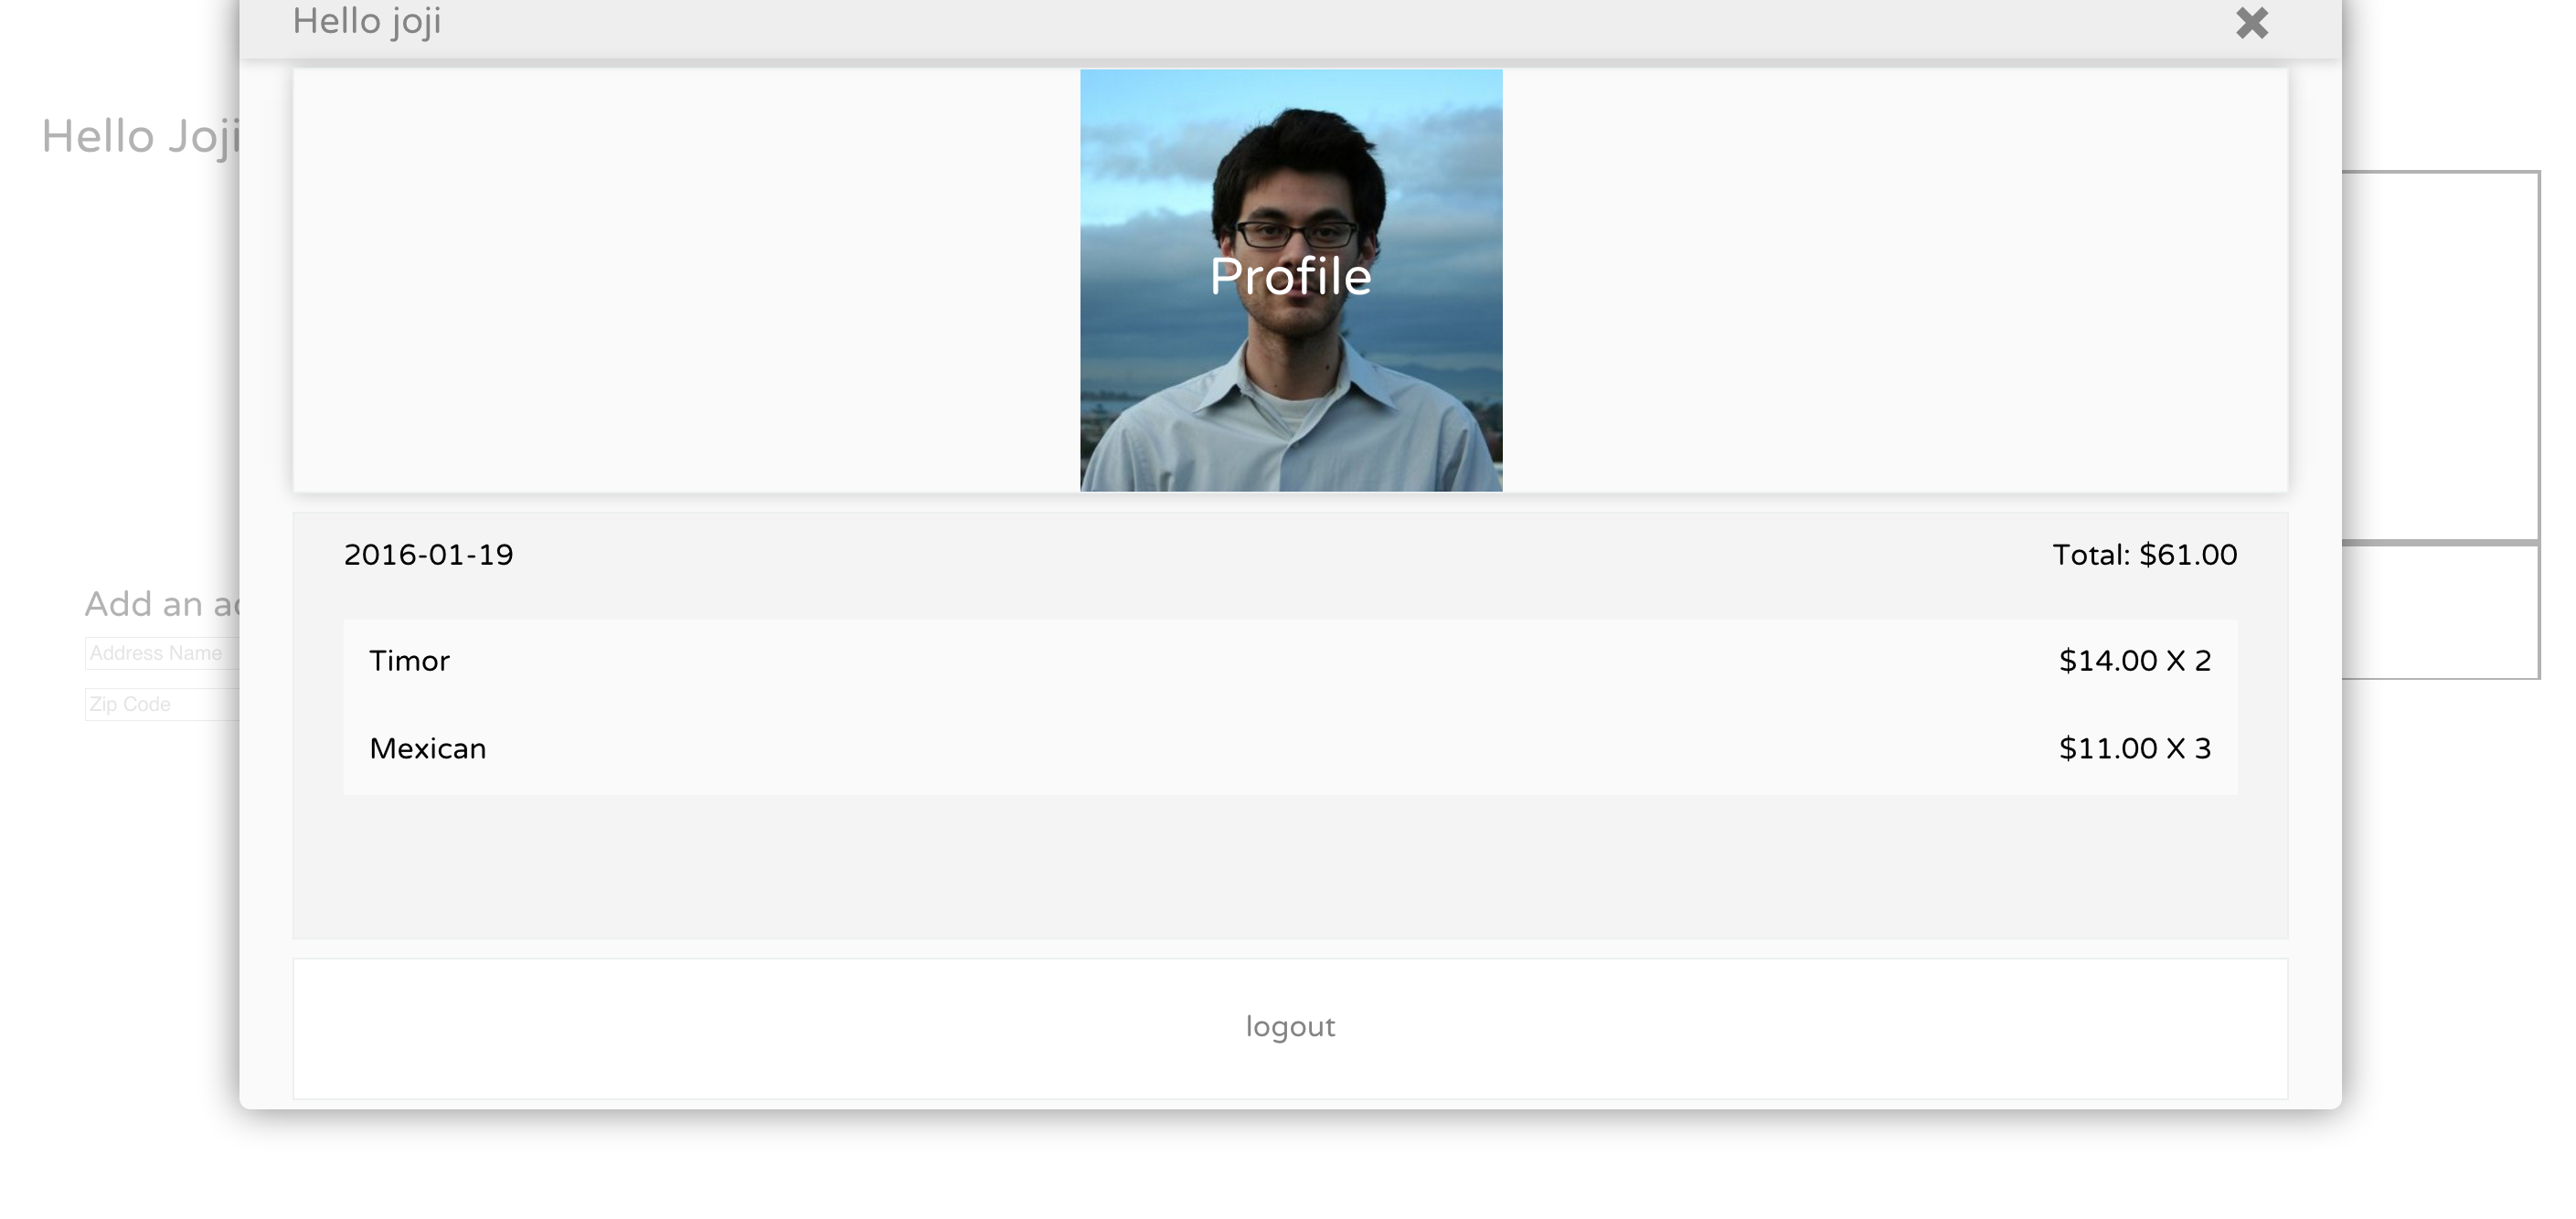 Hello joji
Hello Joji
Profile
2016-01-19 Total: $61.00
Add an
Address Name
Timor $14.00 X 2
Zip Code
Mexican $11.00 X 3
logout